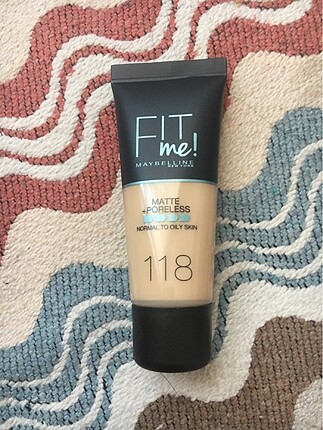 FIT
me!
MAYBELLINE
NEW YORK
MATTE
+PORELESS
NORMAL TO OILY SKIN
118